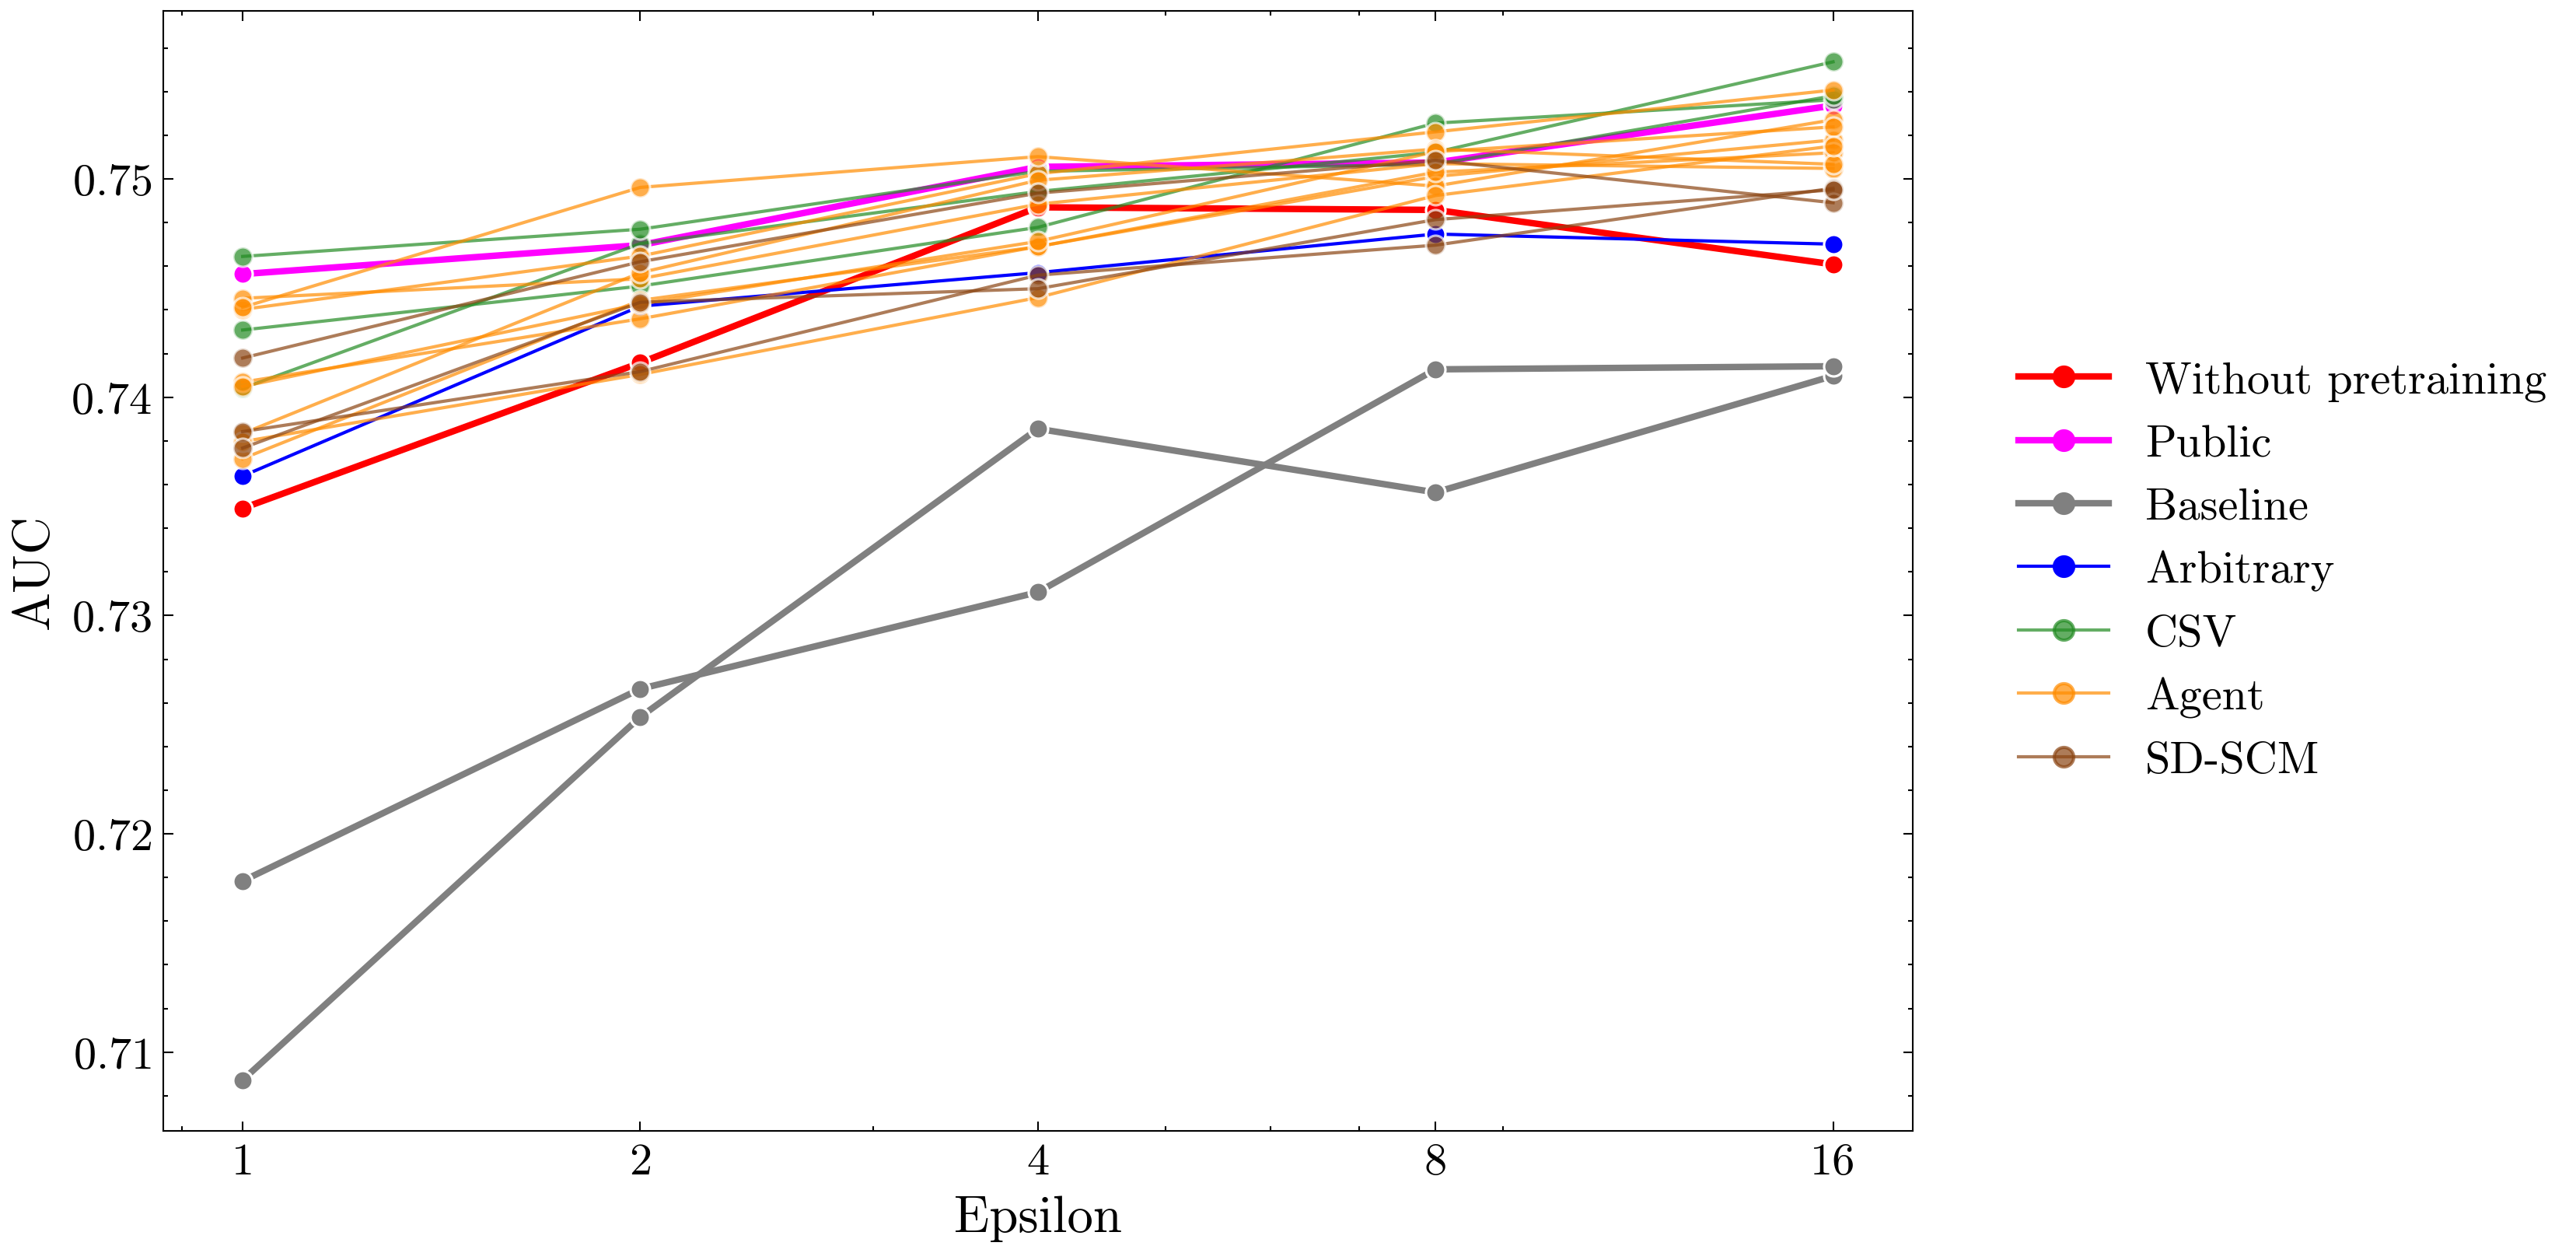 AUC
0.75
0.74
0.73
0.72
0.71
1 2 4 8 16
Epsilon
Without pretraining
Public
Baseline
Arbitrary
CSV
Agent
SD-SCM